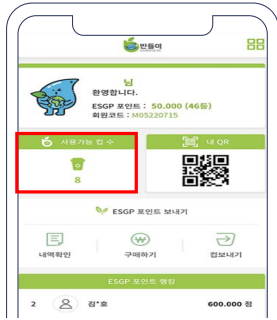 반들이
님
환영합니다.
ESGP 포인트 : 50.000 (46등)
회원코드 : M05220715
사용가능 컵 수
8
내 QR
ESGP 포인트 보내기
내역확인
구매하기
컵보내기
ESGP 포인트 랭킹
2 김*호 600.000 점